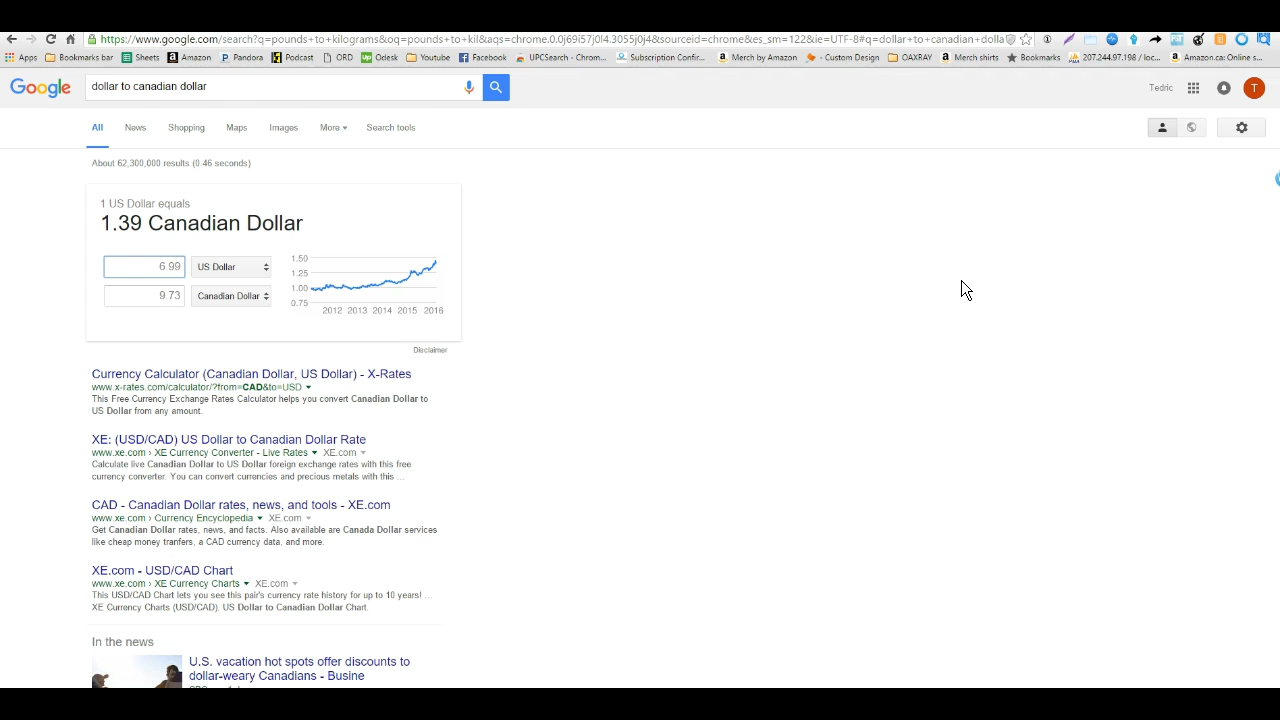 https://www.google.com/search?q=pounds+to+kilograms&oq=pounds+to+kil&aqs=chrome.0.0j69i57j0l4.3055j0j4&sourceid=chrome&es_sm=122&ie=UTF-8#q=dollar+to+canadian+dolla
Apps Bookmarks bar Sheets Amazon Pandora Podcast ORD Odesk Youtube Facebook UPCSearch - Chrom... Subscription Confir... Merch by Amazon - Custom Design OAXRAY Merch shirts Bookmarks 207.244.97.198 / loc... Amazon.ca: Online s...
Google dollar to canadian dollar Tedric T
All News Shopping Maps Images More Search tools
About 62,300,000 results (0.46 seconds)
1 US Dollar equals
1.39 Canadian Dollar
6.99 US Dollar
9.73 Canadian Dollar
1.50
1.25
1.00
0.75
2012 2013 2014 2015 2016
Disclaimer
Currency Calculator (Canadian Dollar, US Dollar) - X-Rates
www.x-rates.com/calculator/?from=CAD&to=USD
This Free Currency Exchange Rates Calculator helps you convert Canadian Dollar to
US Dollar from any amount.
XE: (USD/CAD) US Dollar to Canadian Dollar Rate
www.xe.com › XE Currency Converter - Live Rates XE.com
Calculate live Canadian Dollar to US Dollar foreign exchange rates with this free
currency converter. You can convert currencies and precious metals with this ...
CAD - Canadian Dollar rates, news, and tools - XE.com
www.xe.com › Currency Encyclopedia XE.com
Get Canadian Dollar rates, news, and facts. Also available are Canada Dollar services
like cheap money tranfers, a CAD currency data, and more.
XE.com - USD/CAD Chart
www.xe.com › XE Currency Charts XE.com
This USD/CAD Chart lets you see this pair's currency rate history for up to 10 years! ...
XE Currency Charts (USD/CAD). US Dollar to Canadian Dollar Chart.
In the news
U.S. vacation hot spots offer discounts to
dollar-weary Canadians - Busine